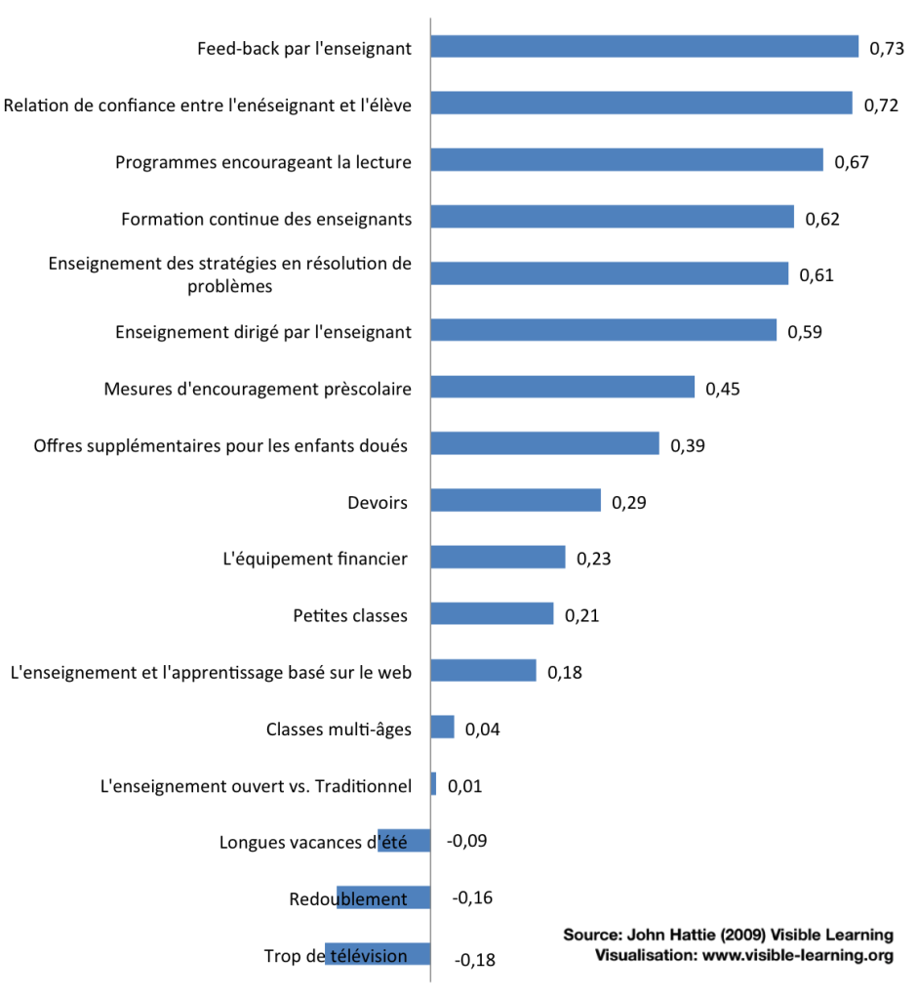 Feed-back par l'enseignant 0,73
Relation de confiance entre l'enéseignant et l'élève 0,72
Programmes encourageant la lecture 0,67
Formation continue des enseignants 0,62
Enseignement des stratégies en résolution de
problèmes 0,61
Enseignement dirigé par l'enseignant 0,59
Mesures d'encouragement prèscolaire 0,45
Offres supplémentaires pour les enfants doués 0,39
Devoirs 0,29
L'équipement financier 0,23
Petites classes 0,21
L'enseignement et l'apprentissage basé sur le web 0,18
Classes multi-âges 0,04
L'enseignement ouvert vs. Traditionnel 0,01
Longues vacances d'été -0,09
Redoublement -0,16
Trop de télévision -0,18
Source: John Hattie (2009) Visible Learning
Visualisation: www.visible-learning.org